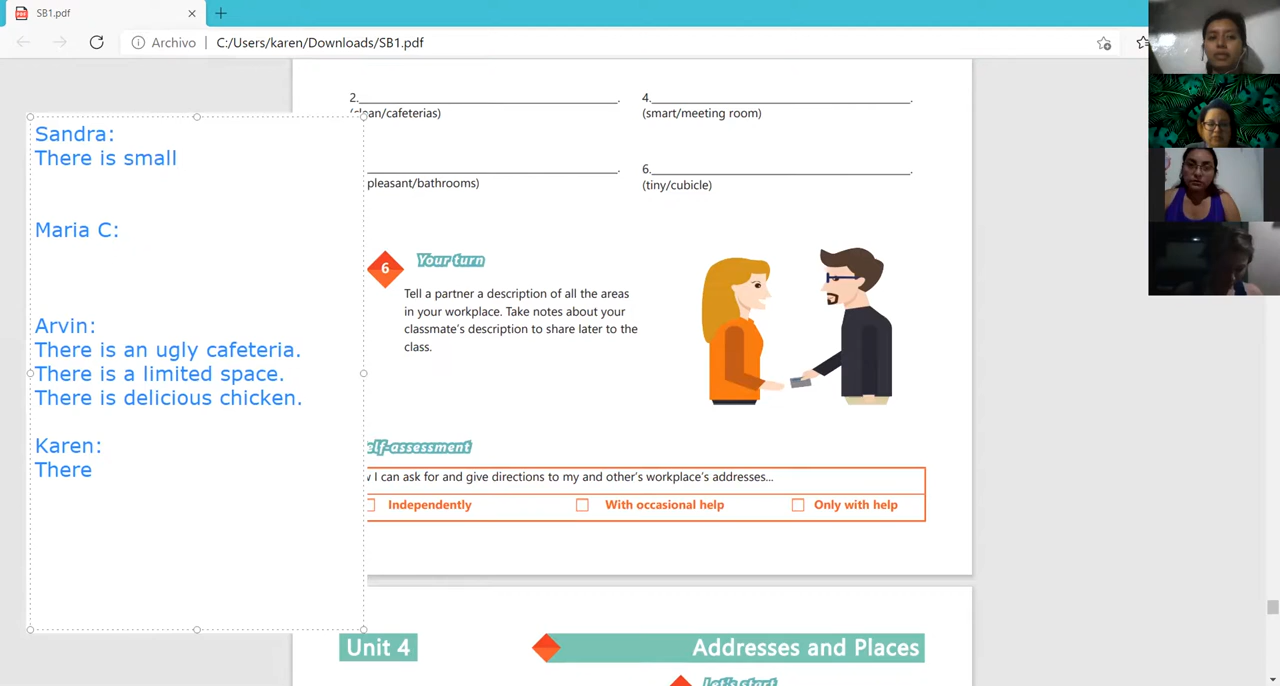 SB1.pdf
Archivo
C:/Users/karen/Downloads/SB1.pdf
2.
4.
(clean/cafeterias)
(smart/meeting room)
6.
pleasant/bathrooms)
(tiny/cubicle)
Sandra:
There is small
Maria C:
Arvin:
There is an ugly cafeteria.
There is a limited space.
There is delicious chicken.
Karen:
There
6
Your turn
Tell a partner a description of all the areas
in your workplace. Take notes about your
classmate's description to share later to the
class.
elf-assessment
I can ask for and give directions to my and other's workplace's addresses...
Independently
With occasional help
Only with help
Unit 4
Addresses and Places
Let's start